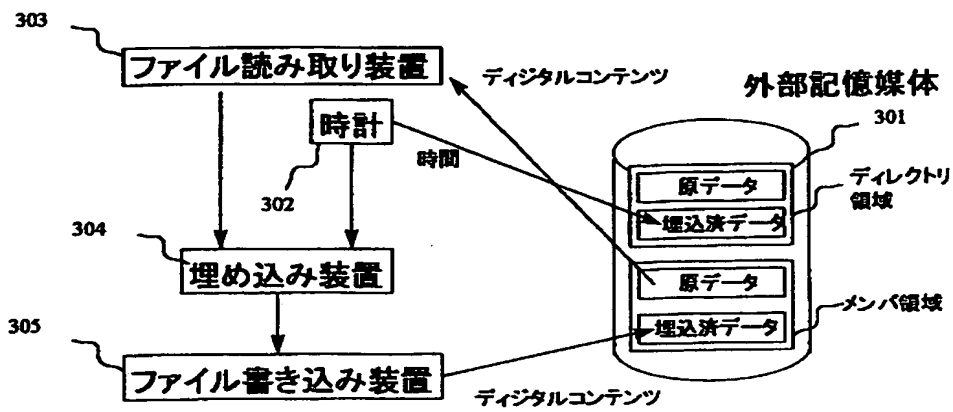 303
ファイル読み取り装置
ディジタルコンテンツ
外部記憶媒体
301
時計
時間
302
原データ
埋込済データ
ディレクトリ
領域
304
埋め込み装置
原データ
埋込済データ
メンバ領域
305
ファイル書き込み装置
ディジタルコンテンツ